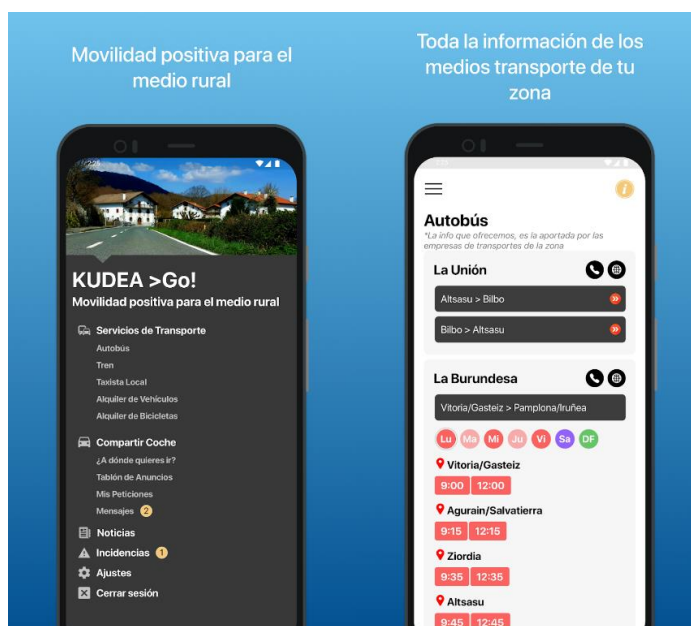 Movilidad positiva para el
medio rural
KUDEA >Go!
Movilidad positiva para el medio rural
Servicios de Transporte
Autobús
Tren
Taxista Local
Alquiler de Vehículos
Alquiler de Bicicletas
Compartir Coche
¿A dónde quieres ir?
Tablón de Anuncios
Mis Peticiones
Mensajes 2
Noticias
Incidencias 1
Ajustes
Cerrar sesión
Toda la información de los
medios transporte de tu
zona
Autobús
*La info que ofrecemos, es la aportada por las
empresas de transportes de la zona
La Unión
Altsasu > Bilbo
Bilbo > Altsasu
La Burundesa
Vitoria/Gasteiz > Pamplona/Iruñea
Lu Ma Mi Ju Vi Sa DF
Vitoria/Gasteiz
9:00 12:00
Agurain/Salvatierra
9:15 12:15
Ziordia
9:35 12:35
Altsasu
9:45 12:45